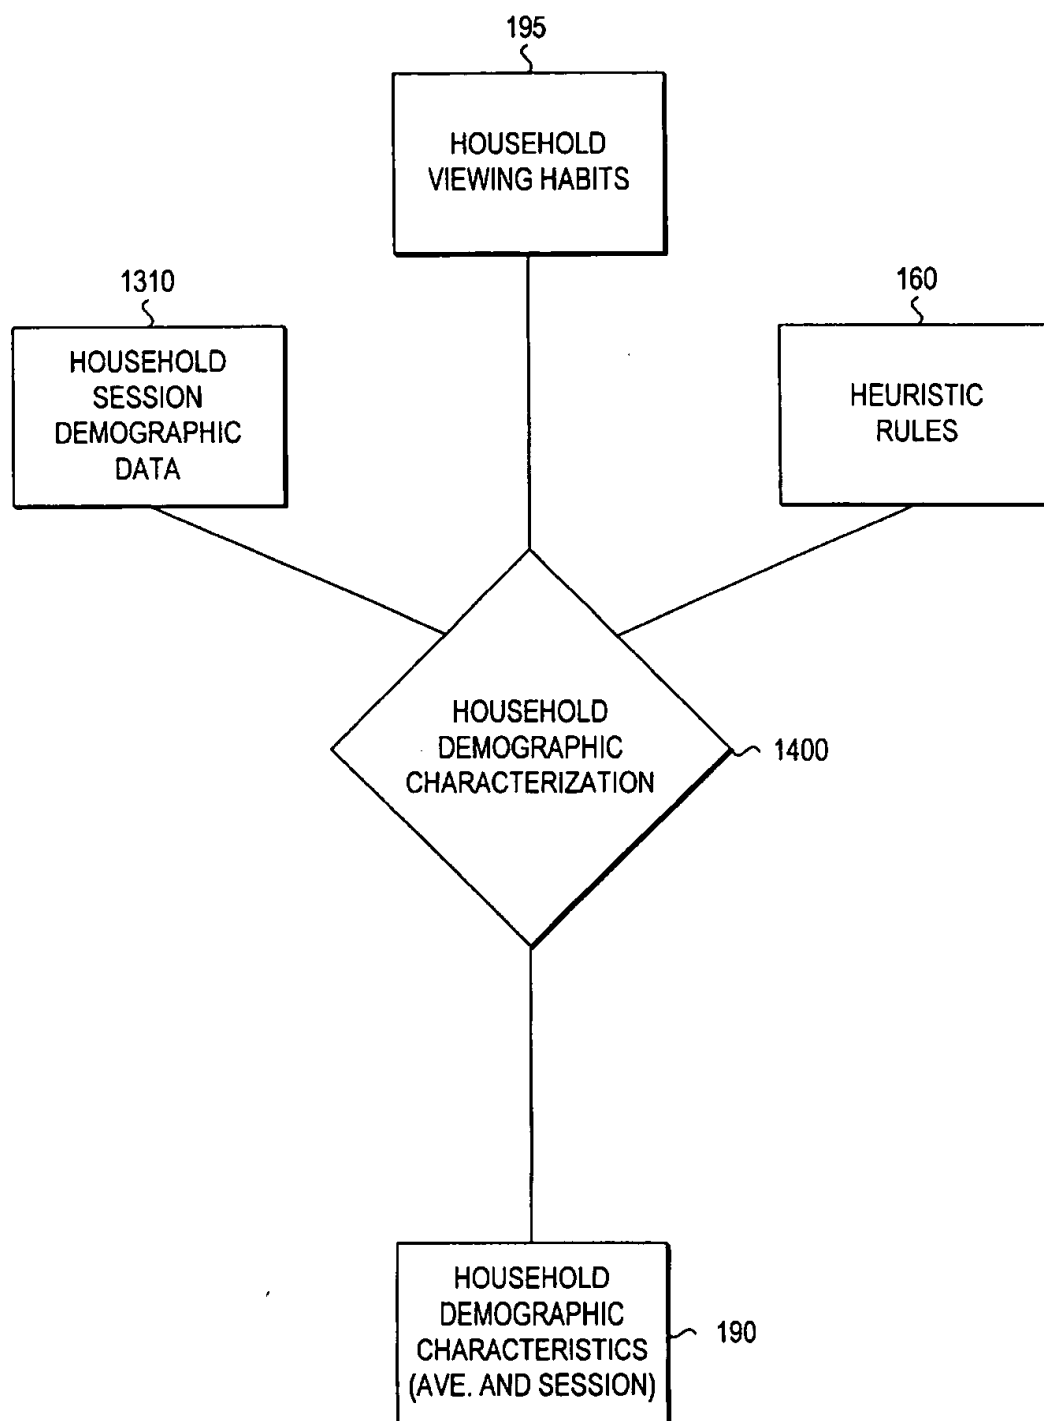 195
HOUSEHOLD
VIEWING HABITS
1310
HOUSEHOLD
SESSION
DEMOGRAPHIC
DATA
160
HEURISTIC
RULES
HOUSEHOLD
DEMOGRAPHIC
CHARACTERIZATION
1400
HOUSEHOLD
DEMOGRAPHIC
CHARACTERISTICS
(AVE. AND SESSION)
190